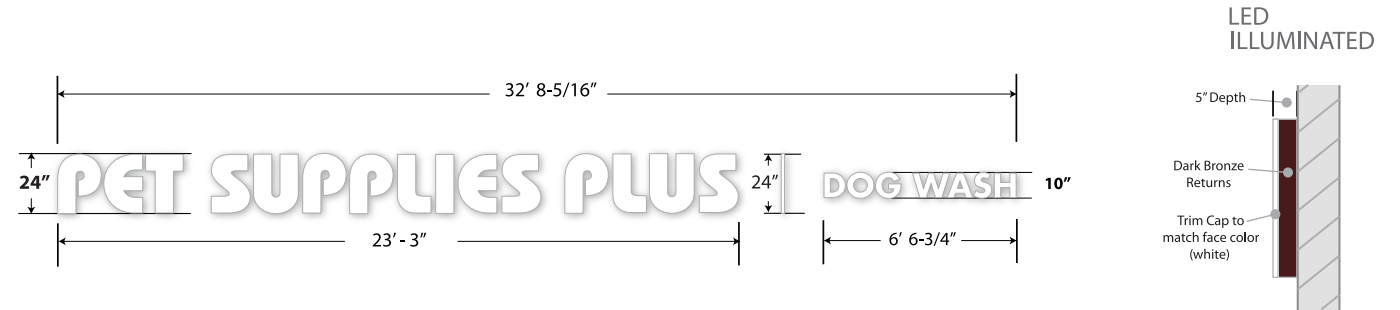 LED
ILLUMINATED
32’ 8-5/16”
5” Depth
24”
PET SUPPLIES PLUS
24”
DOG WASH
10”
Dark Bronze
Returns
23’ - 3”
6’ 6-3/4”
Trim Cap to
match face color
(white)